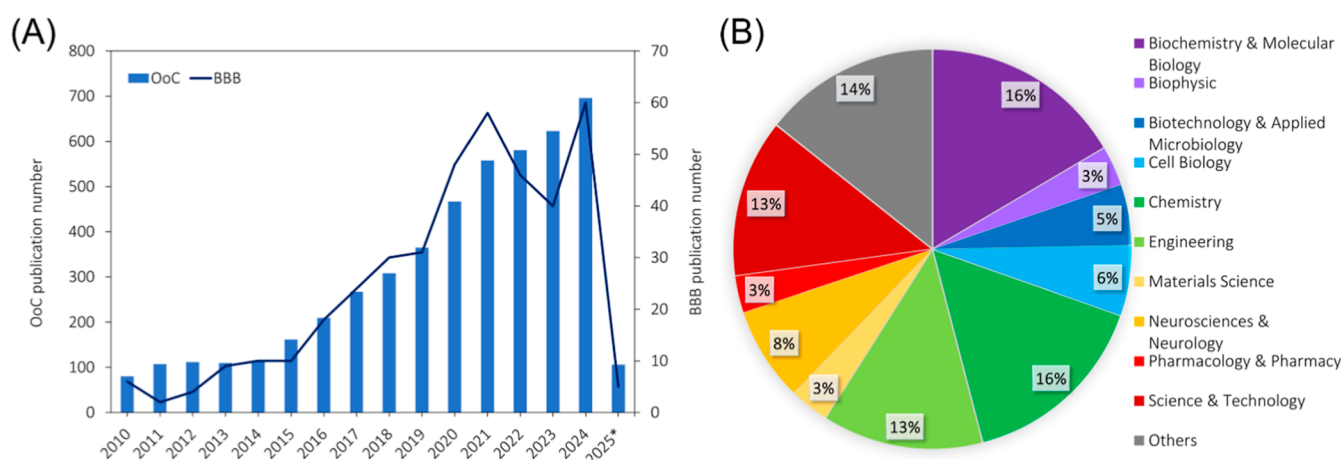 (A)
800
700
600
500
400
300
200
100
0
OoC publication number
OoC BBB
70
60
50
40
30
20
10
0
BBB publication number
2010 2011 2012 2013 2014 2015 2016 2017 2018 2019 2020 2021 2022 2023 2024 2025*
(B)
16%
3%
5%
6%
16%
13%
3%
8%
3%
13%
14%
Biochemistry & Molecular
Biology
Biophysic
Biotechnology & Applied
Microbiology
Cell Biology
Chemistry
Engineering
Materials Science
Neurosciences &
Neurology
Pharmacology & Pharmacy
Science & Technology
Others